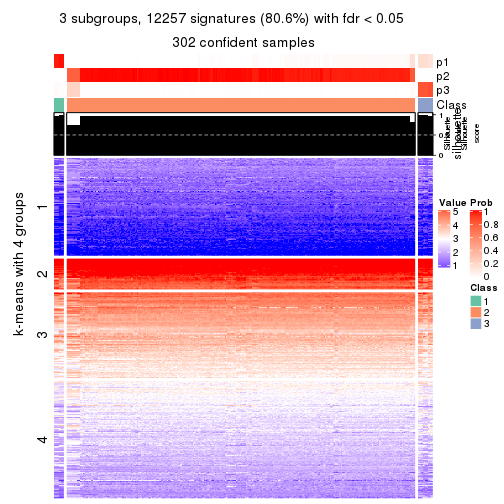 3 subgroups, 12257 signatures (80.6%) with fdr < 0.05
302 confident samples
p1
p2
p3
Class
1
0.5
0
Silhouette
score
silhouette
k-means with 4 groups
1
2
3
4
Value
5
4
3
2
1
Prob
1
0.8
0.6
0.4
0.2
0
Class
1
2
3